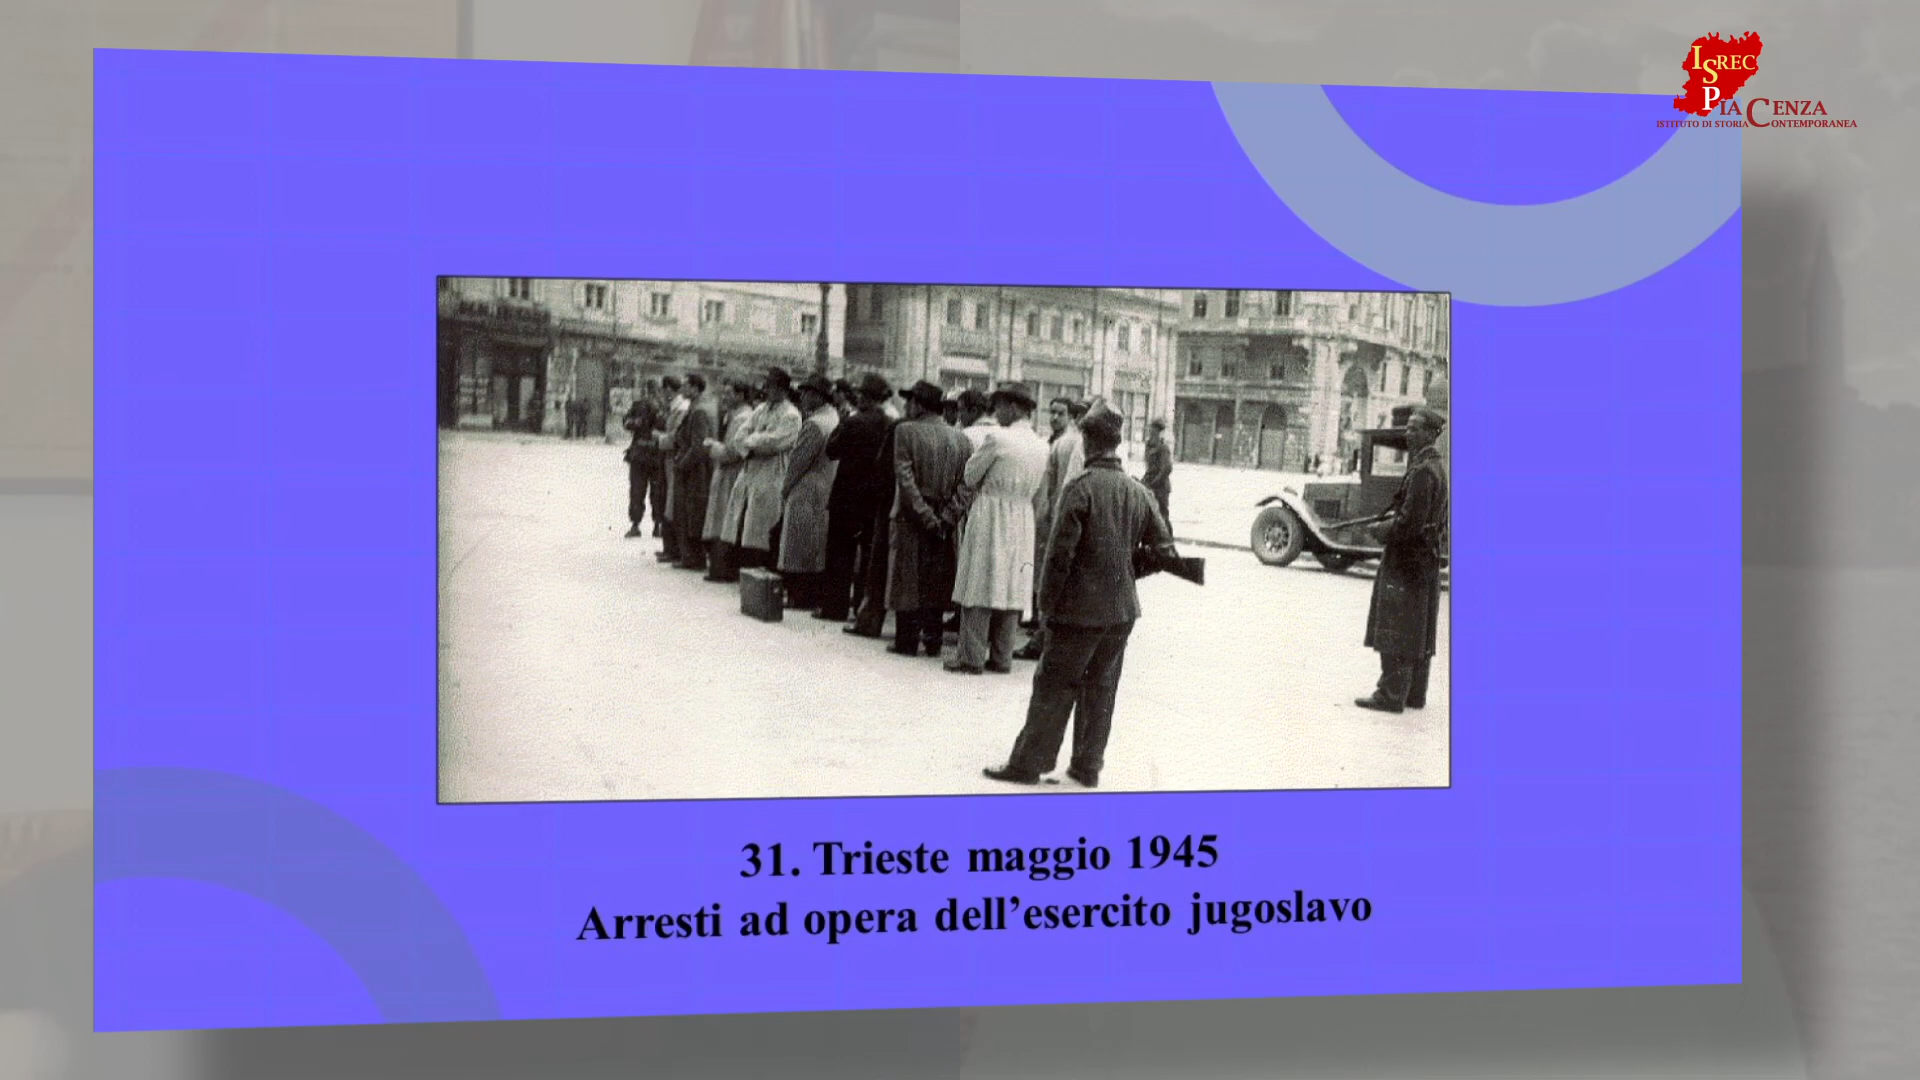 ISREC
PIACENZA
ISTITUTO DI STORIA CONTEMPORANEA
31. Trieste maggio 1945
Arresti ad opera dell’esercito jugoslavo